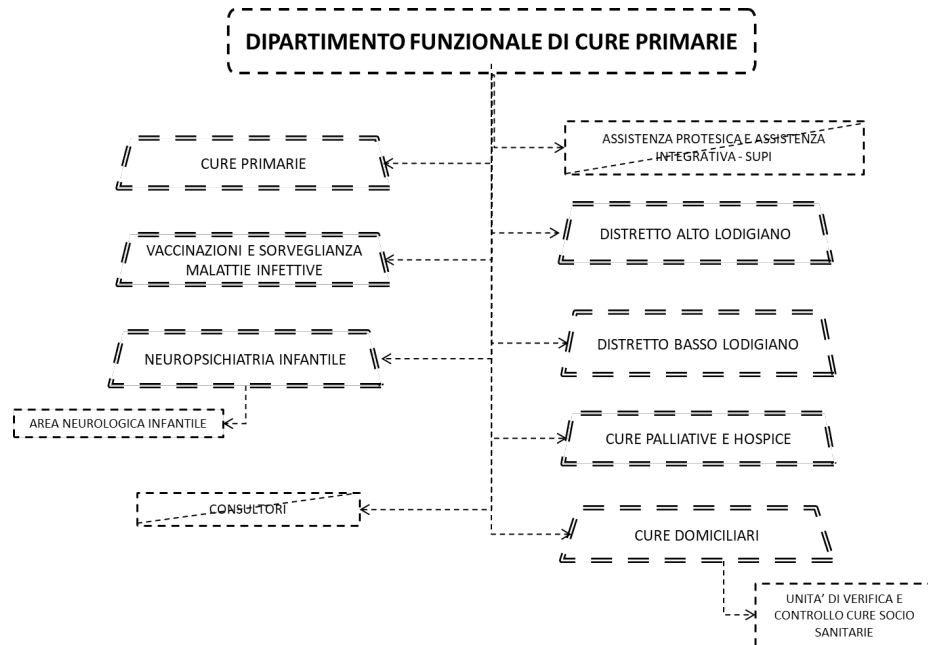 DIPARTIMENTO FUNZIONALE DI CURE PRIMARIE
CURE PRIMARIE
VACCINAZIONI E SORVEGLIANZA
MALATTIE INFETTIVE
NEUROPSICHIATRIA INFANTILE
AREA NEUROLOGICA INFANTILE
CONSULTORI
ASSISTENZA PROTESICA E ASSISTENZA
INTEGRATIVA - SUPI
DISTRETTO ALTO LODIGIANO
DISTRETTO BASSO LODIGIANO
CURE PALLIATIVE E HOSPICE
CURE DOMICILIARI
UNITA’ DI VERIFICA E
CONTROLLO CURE SOCIO
SANITARIE